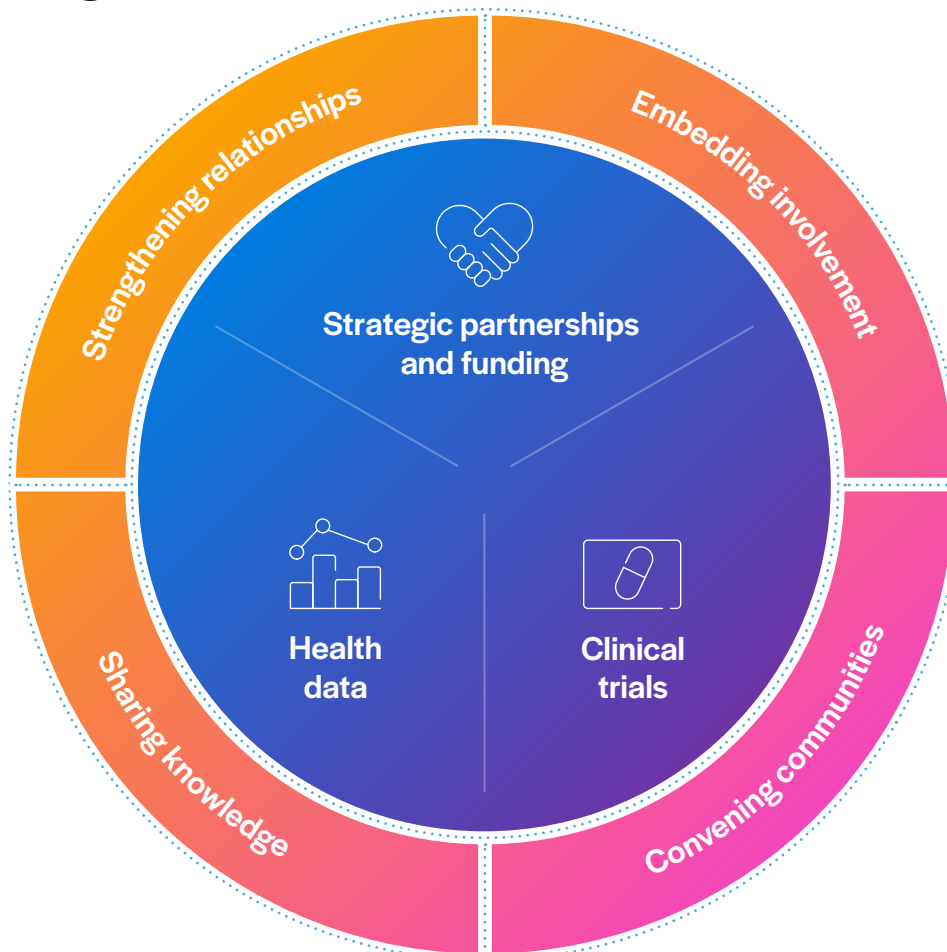 Strengthening relationships
Embedding involvement
Strategic partnerships
and funding
Health
data
Clinical
trials
Sharing knowledge
Convening communities